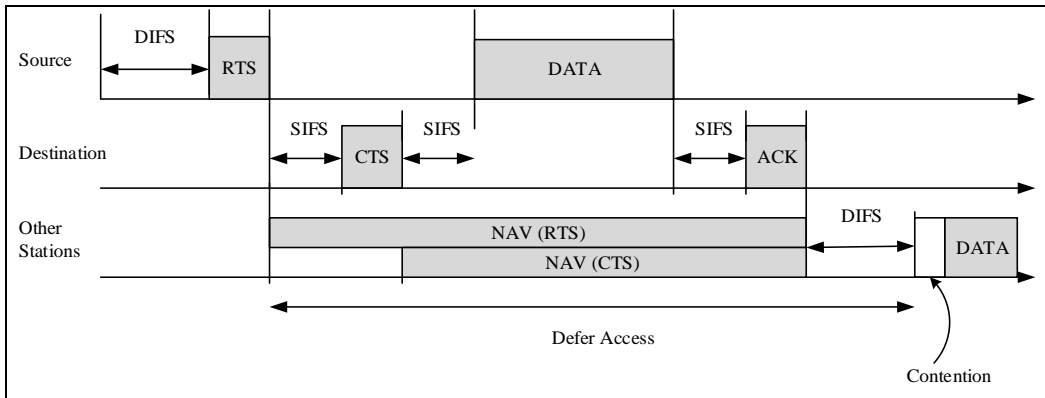 DIFS
Source
RTS
DATA
SIFS
SIFS
SIFS
Destination
CTS
ACK
Other
Stations
NAV (RTS)
DIFS
NAV (CTS)
DATA
Defer Access
Contention